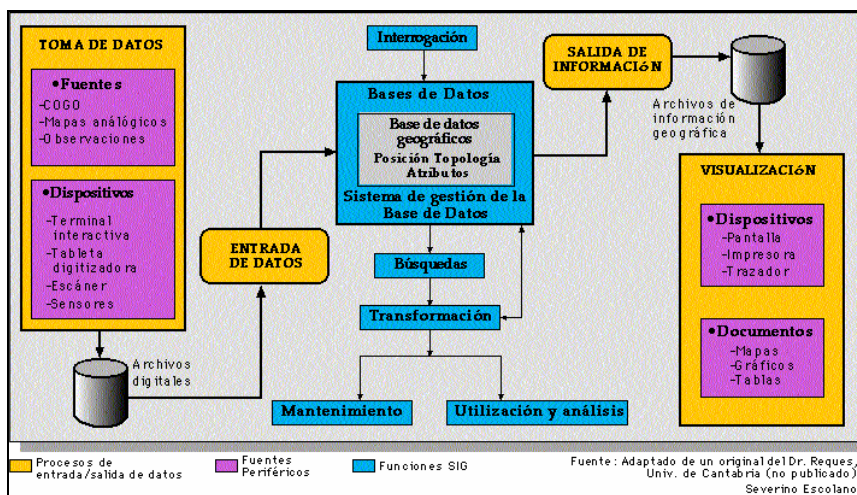 TOMA DE DATOS
•Fuentes
-COGO
-Mapas análógicos
-Observaciones
•Dispositivos
-Terminal
interactiva
-Tableta
digitizadora
-Escáner
-Sensores
Archivos
digitales
ENTRADA
DE DATOS
Interrogación
Bases de Datos
Base de datos
geográficos
Posición Topología
Atributos
Sistema de gestión de la
Base de Datos
Búsquedas
Transformación
Mantenimiento
Utilización y análisis
SALIDA DE
INFORMACIóN
Archivos de
información
geográfica
VISUALIZACIóN
•Dispositivos
-Pantalla
-Impresora
-Trazador
•Documentos
-Mapas
-Gráficos
-Tablas
Procesos de
entrada/salida de datos
Fuentes
Periféricos
Funciones SIG
Fuente: Adaptado de un original del Dr. Reques,
Univ. de Cantabria (no publicado)
Severino Escolano